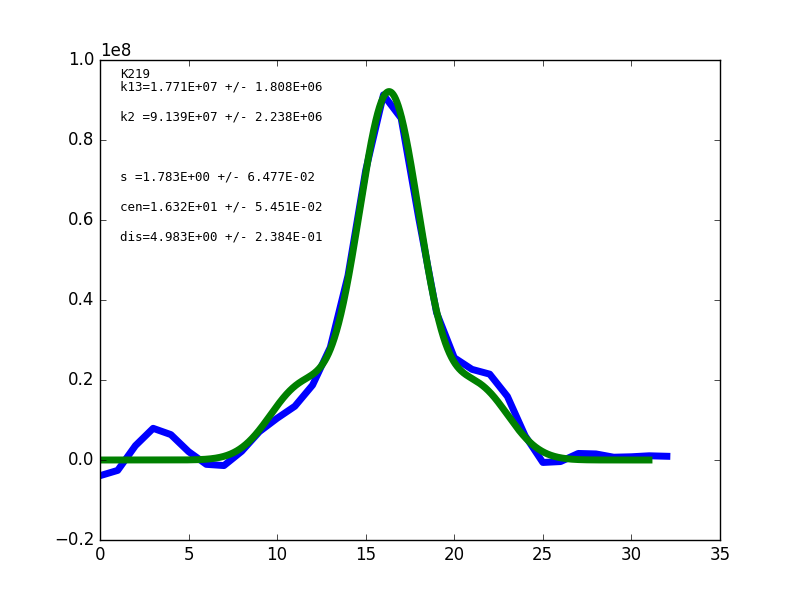 1e8
K219
k13=1.771E+07 +/- 1.808E+06
k2 =9.139E+07 +/- 2.238E+06
s =1.783E+00 +/- 6.477E-02
cen=1.632E+01 +/- 5.451E-02
dis=4.983E+00 +/- 2.384E-01
1.0
0.8
0.6
0.4
0.2
0.0
−0.2
0 5 10 15 20 25 30 35